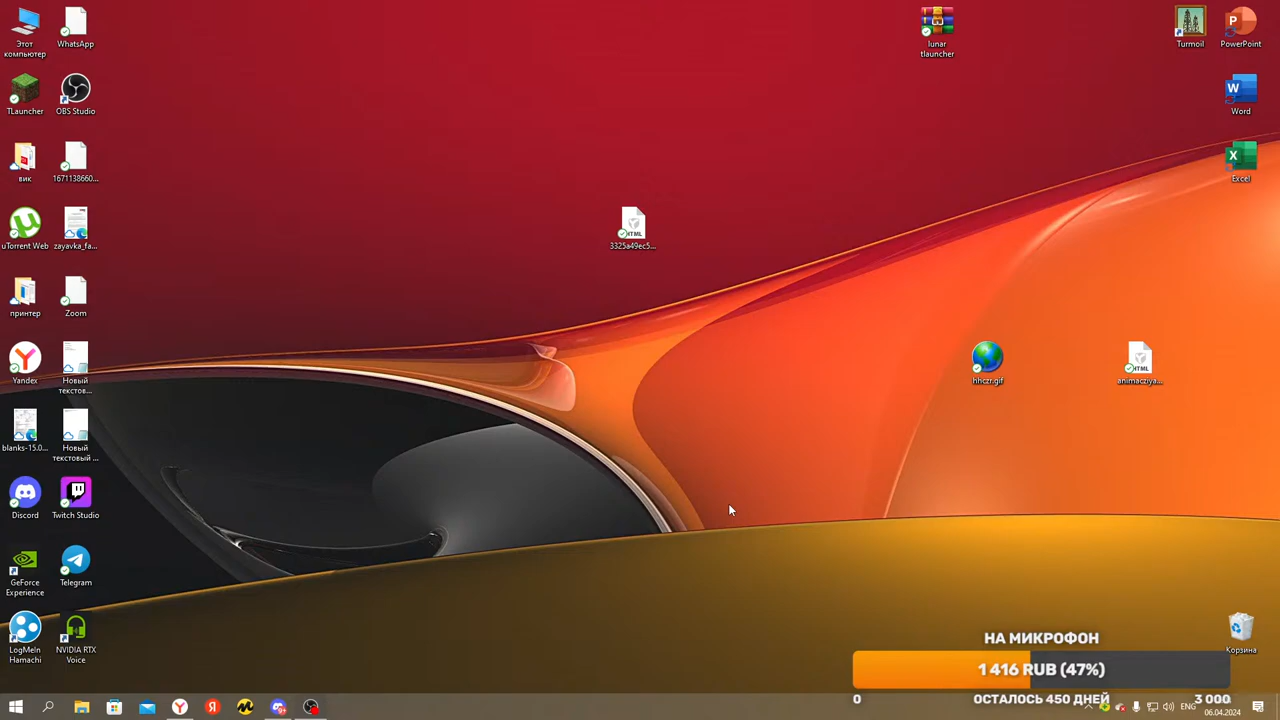 Этот
компьютер
WhatsApp
lunar
tlauncher
Turmoil
PowerPoint
TLauncher
OBS Studio
Word
вик
1671138660...
Excel
uTorrent Web
zayavka_fa...
HTML
3325a49ec5...
принтер
Zoom
Yandex
Новый
текстов...
hhczr.gif
HTML
animacziya...
blanks-15.0...
Новый
текстовый ...
Discord
Twitch Studio
GeForce
Experience
Telegram
LogMeIn
Hamachi
NVIDIA RTX
Voice
Корзина
НА МИКРОФОН
1 416 RUB (47%)
0
ОСТАЛОСЬ 450 ДНЕЙ
3 000
ENG
06.04.2024